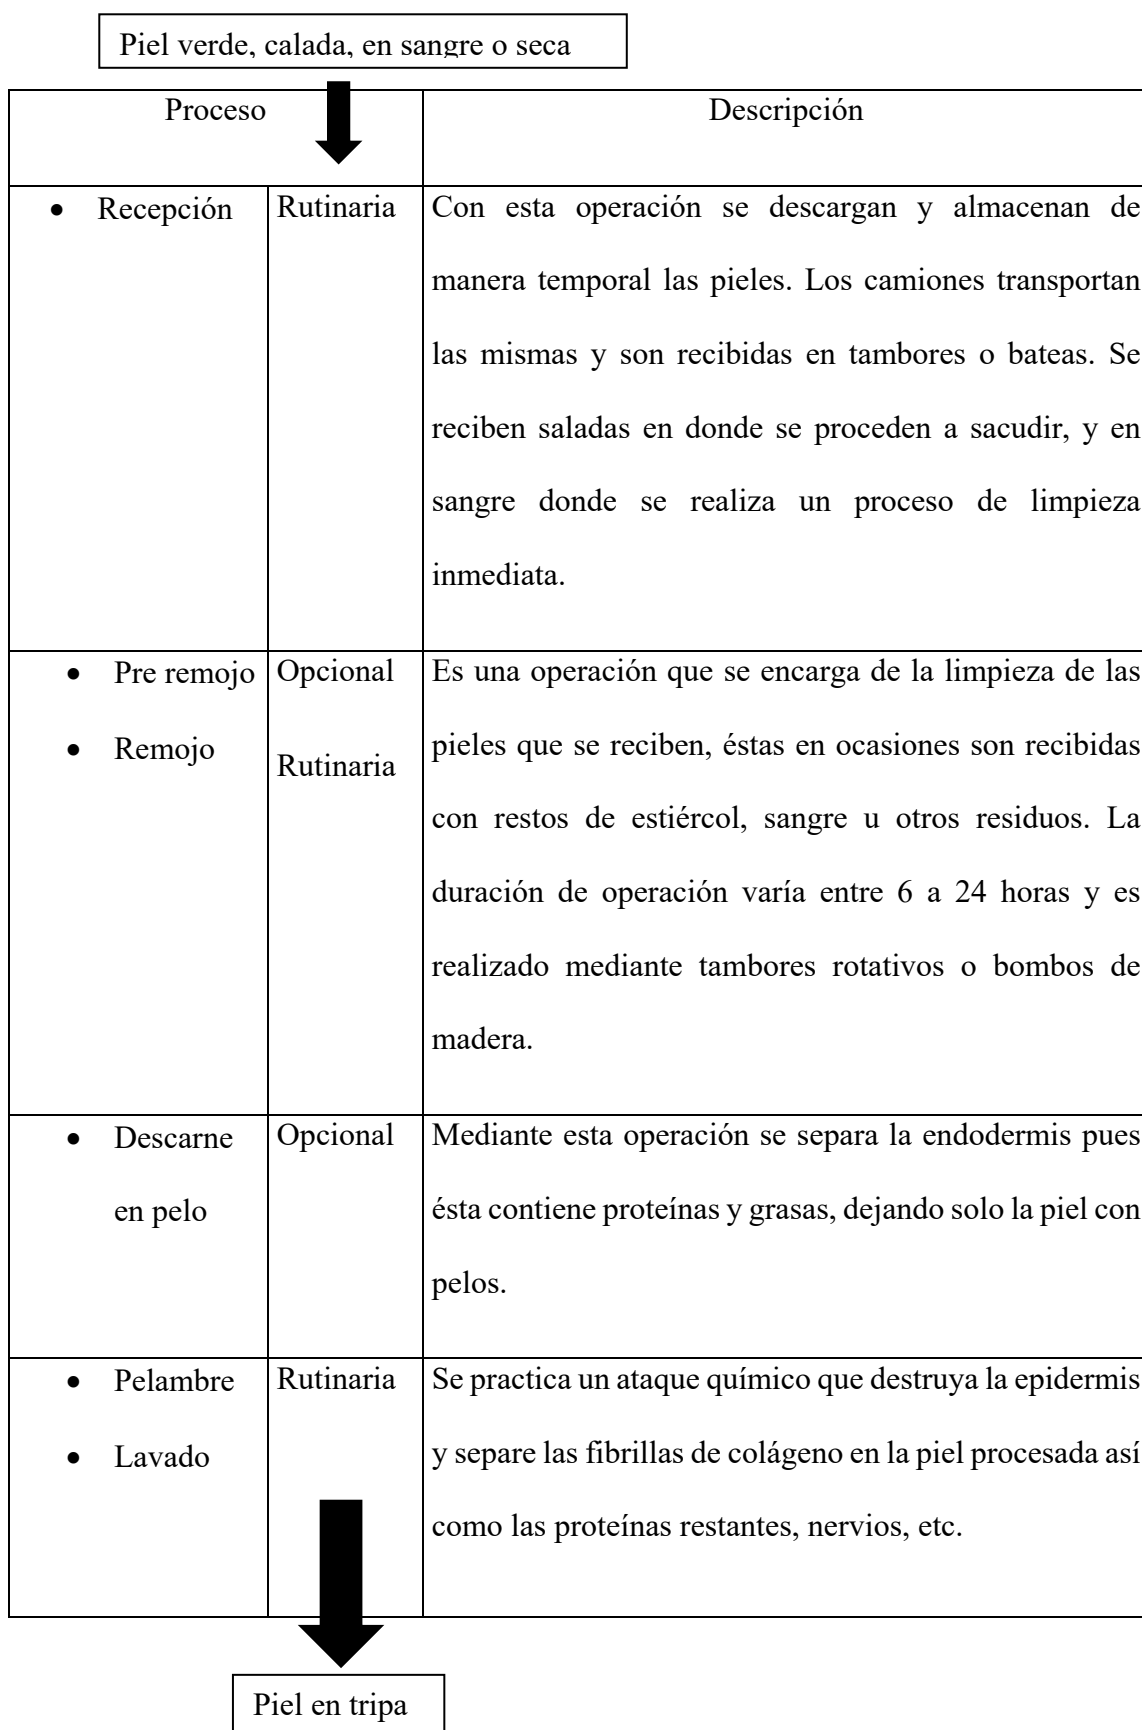 Piel verde, calada, en sangre o seca
Proceso
Descripción
• Recepción
Rutinaria
Con esta operación se descargan y almacenan de
manera temporal las pieles. Los camiones transportan
las mismas y son recibidas en tambores o bateas. Se
reciben saladas en donde se proceden a sacudir, y en
sangre donde se realiza un proceso de limpieza
inmediata.
• Pre remojo
• Remojo
Opcional
Rutinaria
Es una operación que se encarga de la limpieza de las
pieles que se reciben, éstas en ocasiones son recibidas
con restos de estiércol, sangre u otros residuos. La
duración de operación varía entre 6 a 24 horas y es
realizado mediante tambores rotativos o bombos de
madera.
• Descarne
en pelo
Opcional
Mediante esta operación se separa la endodermis pues
ésta contiene proteínas y grasas, dejando solo la piel con
pelos.
• Pelambre
• Lavado
Rutinaria
Se practica un ataque químico que destruya la epidermis
y separe las fibrillas de colágeno en la piel procesada así
como las proteínas restantes, nervios, etc.
Piel en tripa